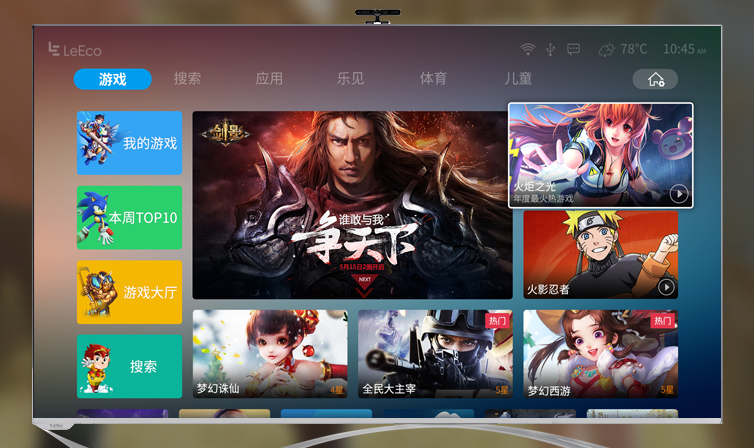 LeEco
78°C
10:45 AM
游戏
搜索
应用
乐见
体育
儿童
我的游戏
本周TOP10
游戏大厅
搜索
剑影
谁敢与我
争天下
5月15日2服开启
NEXT
火炬之光
年度最火热游戏
火影忍者
梦幻诛仙
4星
热门
全民大主宰
5星
热门
梦幻西游
5星